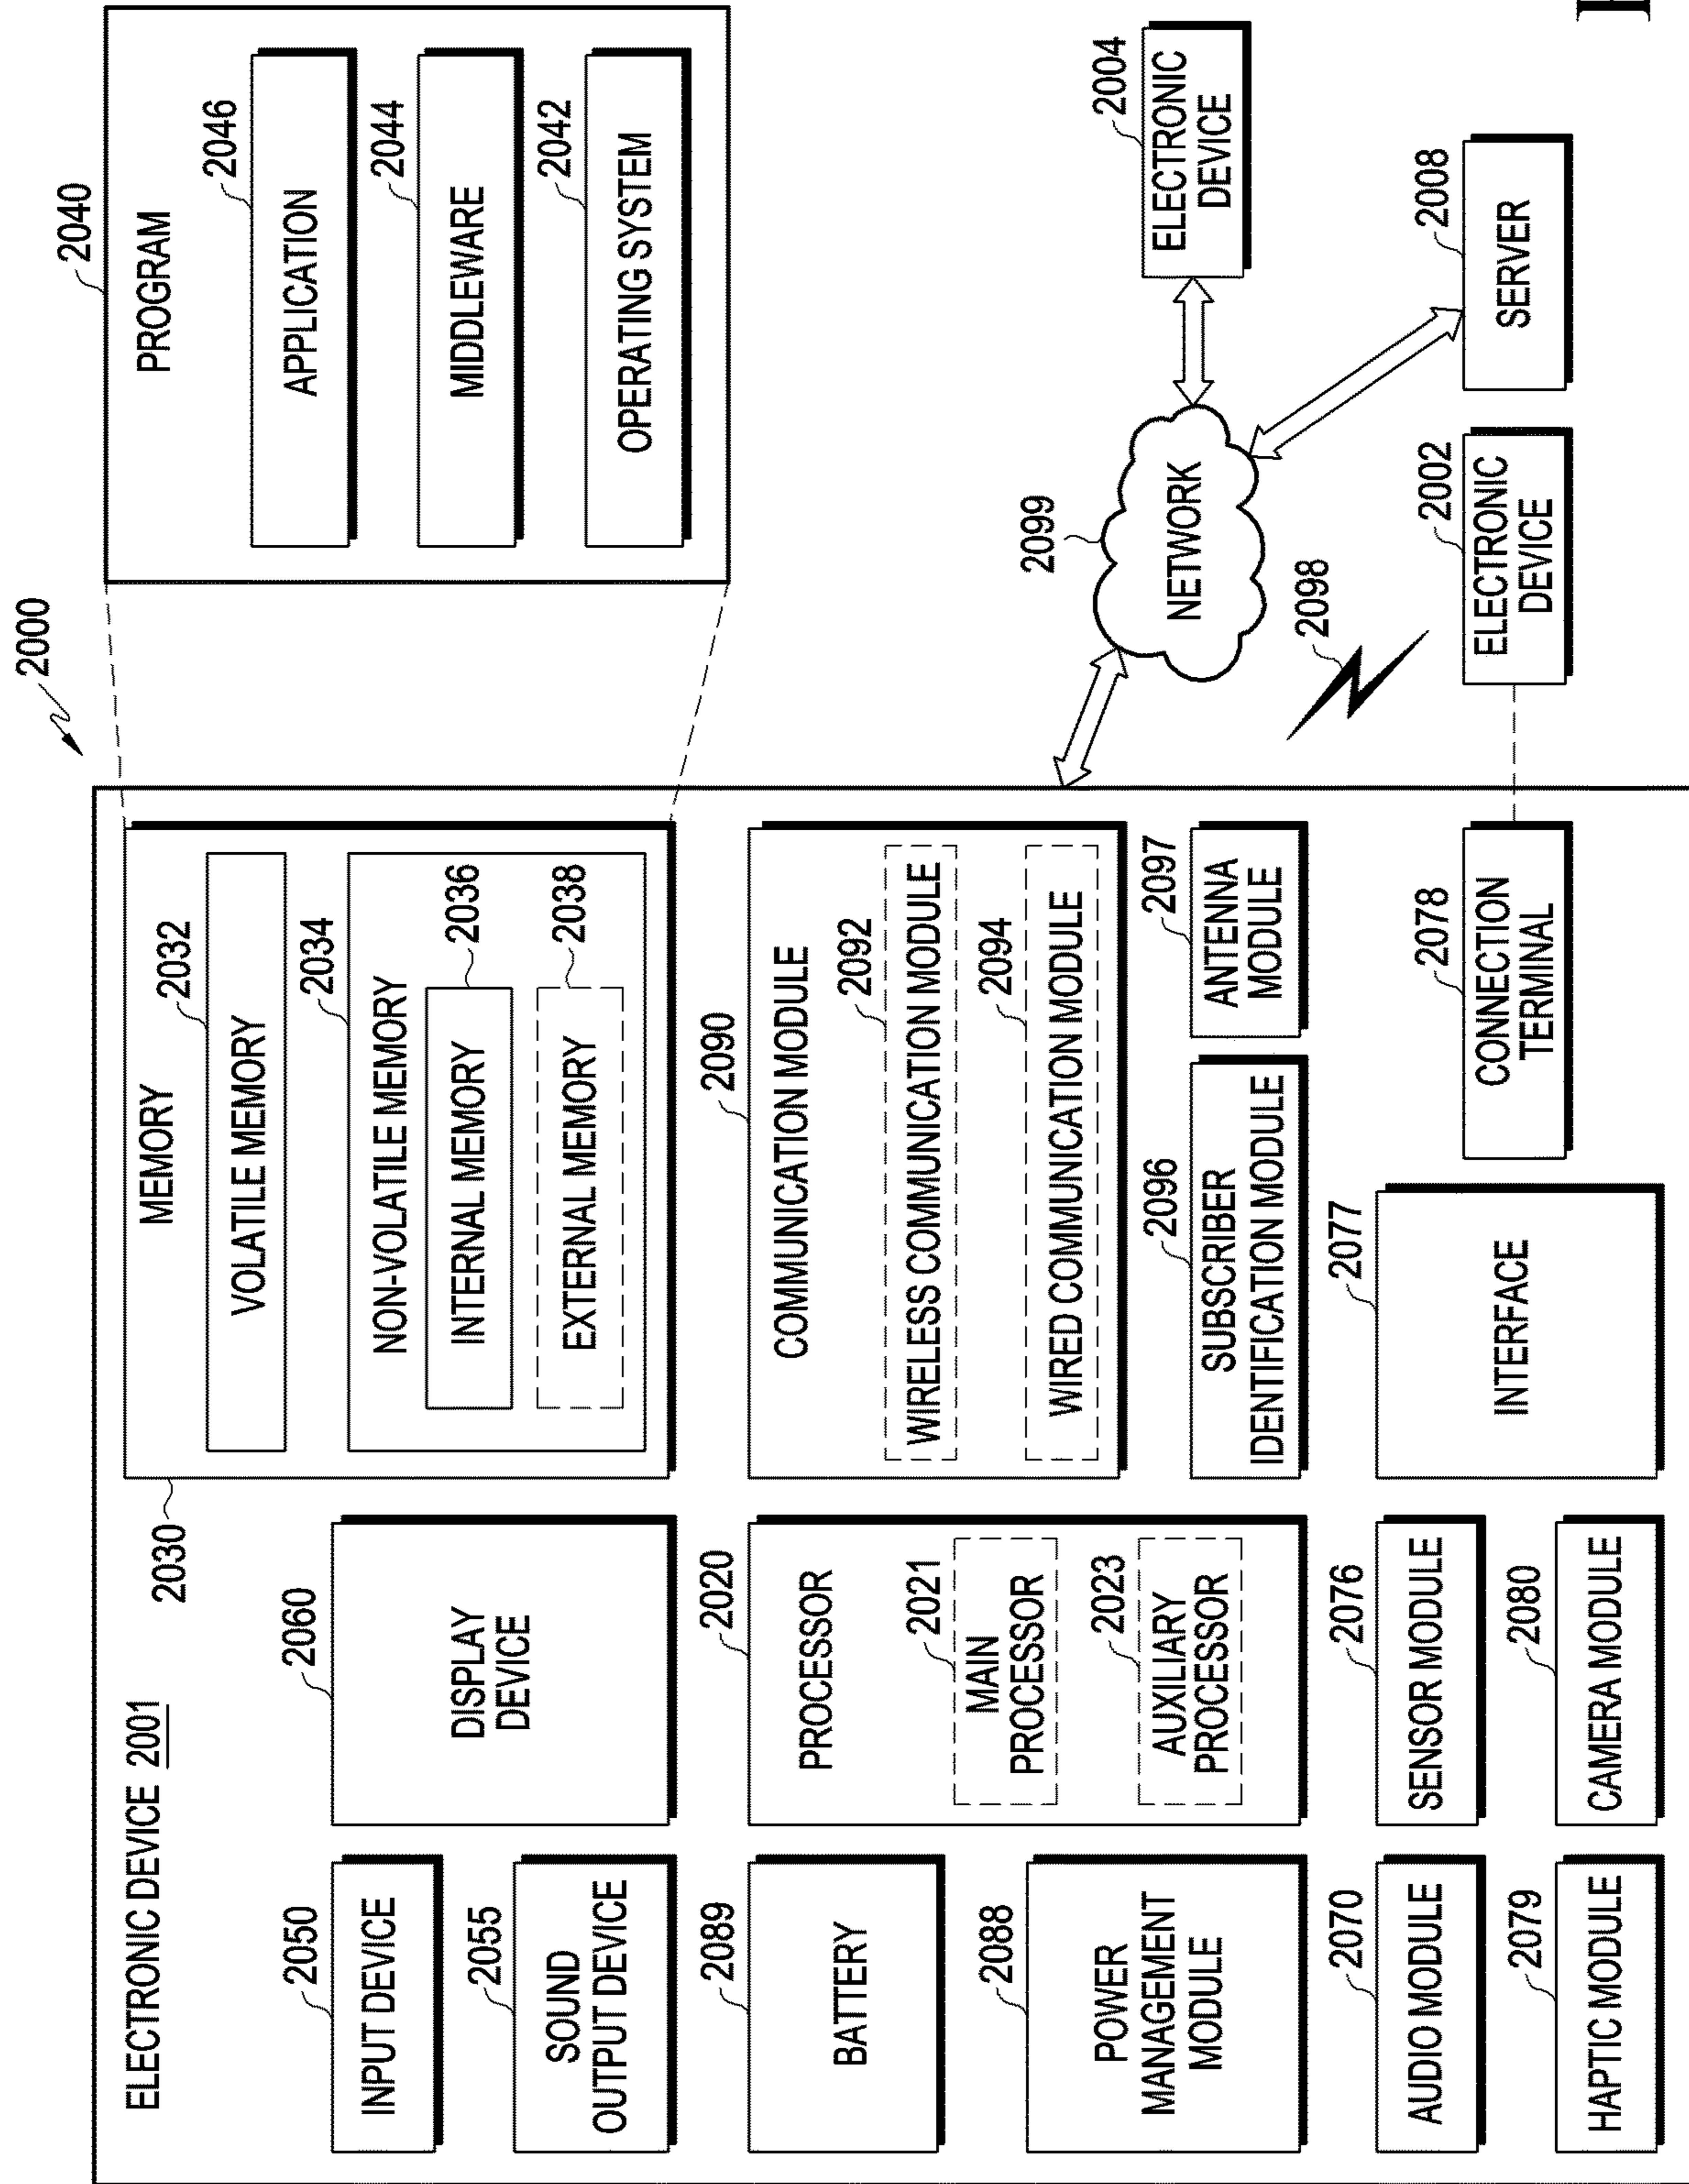 2000
ELECTRONIC DEVICE 2001
2050
INPUT DEVICE
2055
SOUND
OUTPUT DEVICE
2060
DISPLAY
DEVICE
2030
MEMORY
2032
VOLATILE MEMORY
2034
NON-VOLATILE MEMORY
2036
INTERNAL MEMORY
2038
EXTERNAL MEMORY
2040
PROGRAM
2046
APPLICATION
2044
MIDDLEWARE
2042
OPERATING SYSTEM
2089
BATTERY
2088
POWER
MANAGEMENT
MODULE
2020
PROCESSOR
2021
MAIN
PROCESSOR
2023
AUXILIARY
PROCESSOR
2090
COMMUNICATION MODULE
2092
WIRELESS COMMUNICATION MODULE
2094
WIRED COMMUNICATION MODULE
2096
SUBSCRIBER
IDENTIFICATION MODULE
2097
ANTENNA
MODULE
2099
NETWORK
2004
ELECTRONIC
DEVICE
2098
2070
AUDIO MODULE
2076
SENSOR MODULE
2077
INTERFACE
2078
CONNECTION
TERMINAL
2002
ELECTRONIC
DEVICE
2008
SERVER
2079
HAPTIC MODULE
2080
CAMERA MODULE